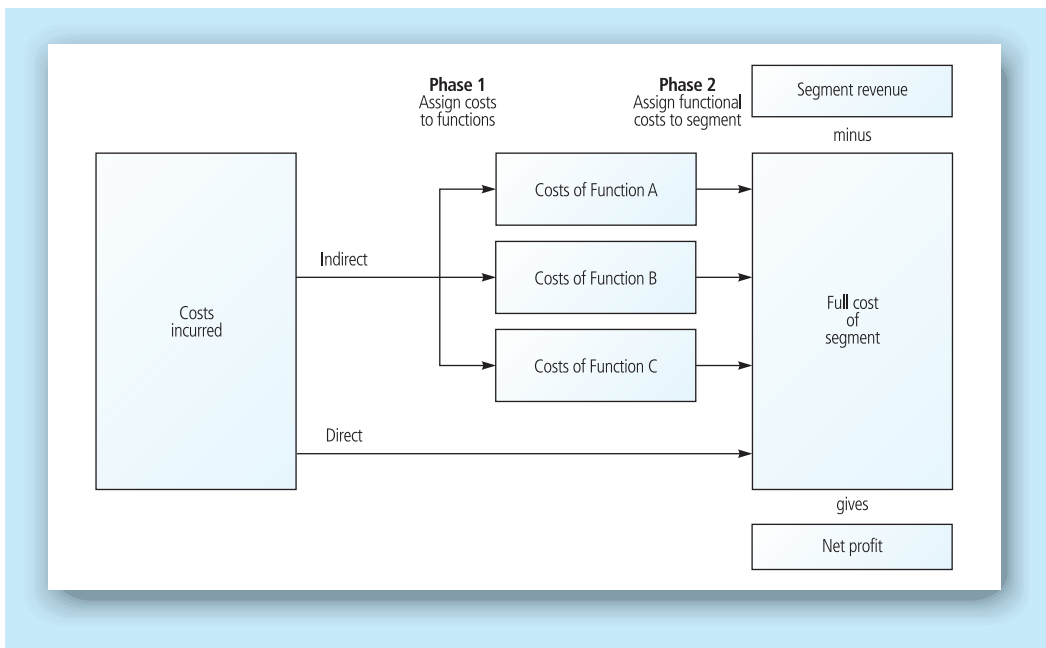 Phase 1
Assign costs
to functions
Phase 2
Assign functional
costs to segment
Segment revenue
minus
Costs
incurred
Indirect
Direct
Costs of Function A
Costs of Function B
Costs of Function C
Full cost
of
segment
gives
Net profit